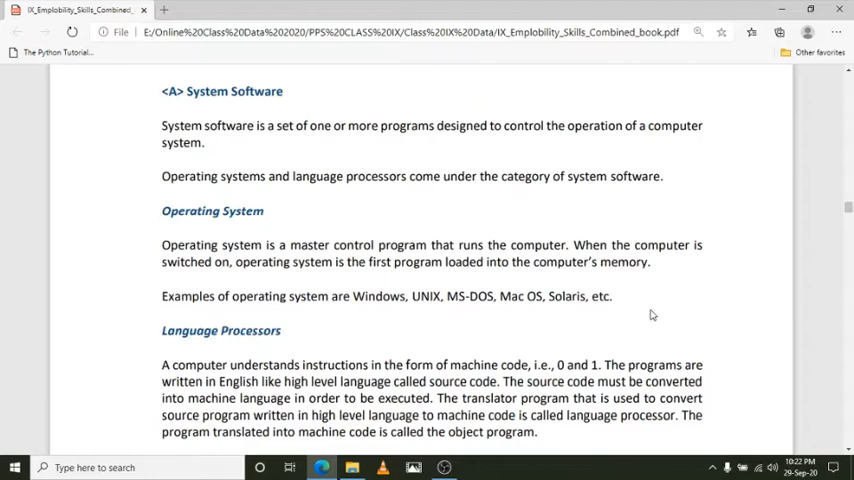 IX_Emplobility_Skills_Combined_
File
E:/Online%20Class%20Data%202020/PPS%20CLASS%20IX/Class%20IX%20Data/IX_Emplobility_Skills_Combined_book.pdf
The Python Tutorial...
Other favorites
<A> System Software
System software is a set of one or more programs designed to control the operation of a computer
system.
Operating systems and language processors come under the category of system software.
Operating System
Operating system is a master control program that runs the computer. When the computer is
switched on, operating system is the first program loaded into the computer's memory.
Examples of operating system are Windows, UNIX, MS-DOS, Mac OS, Solaris, etc.
Language Processors
A computer understands instructions in the form of machine code, i.e., 0 and 1. The programs are
written in English like high level language called source code. The source code must be converted
into machine language in order to be executed. The translator program that is used to convert
source program written in high level language to machine code is called language processor. The
program translated into machine code is called the object program.
Type here to search
10:22 PM
29-Sep-20